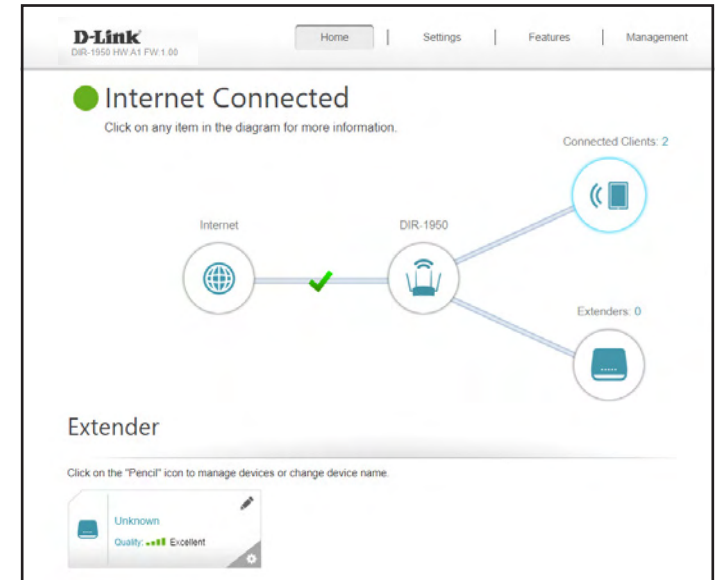 D-Link
DIR-1950 HW:A1 FW:1.00
Home | Settings | Features | Management
Internet Connected
Click on any item in the diagram for more information.
Connected Clients: 2
Internet
DIR-1950
Extenders: 0
Extender
Click on the "Pencil" icon to manage devices or change device name.
Unknown
Quality: Excellent